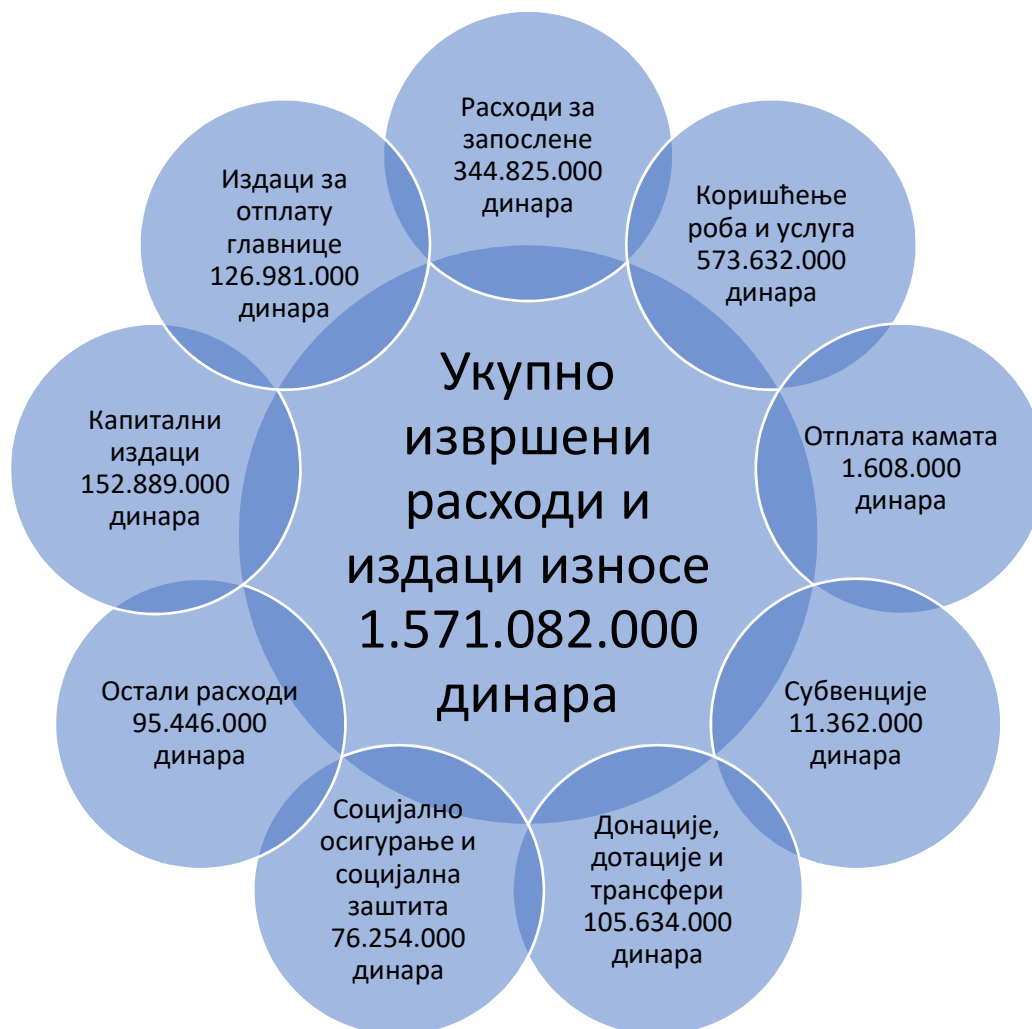 Расходи за
запослене
344.825.000
динара
Коришћење
роба и услуга
573.632.000
динара
Отплата камата
1.608.000
динара
Субвенције
11.362.000
динара
Донације,
дотације и
трансфери
105.634.000
динара
Социјално
осигурање и
социјална
заштита
76.254.000
динара
Остали расходи
95.446.000
динара
Капитални
издаци
152.889.000
динара
Издаци за
отплату
главнице
126.981.000
динара
Укупно
извршени
расходи и
издаци износе
1.571.082.000
динара